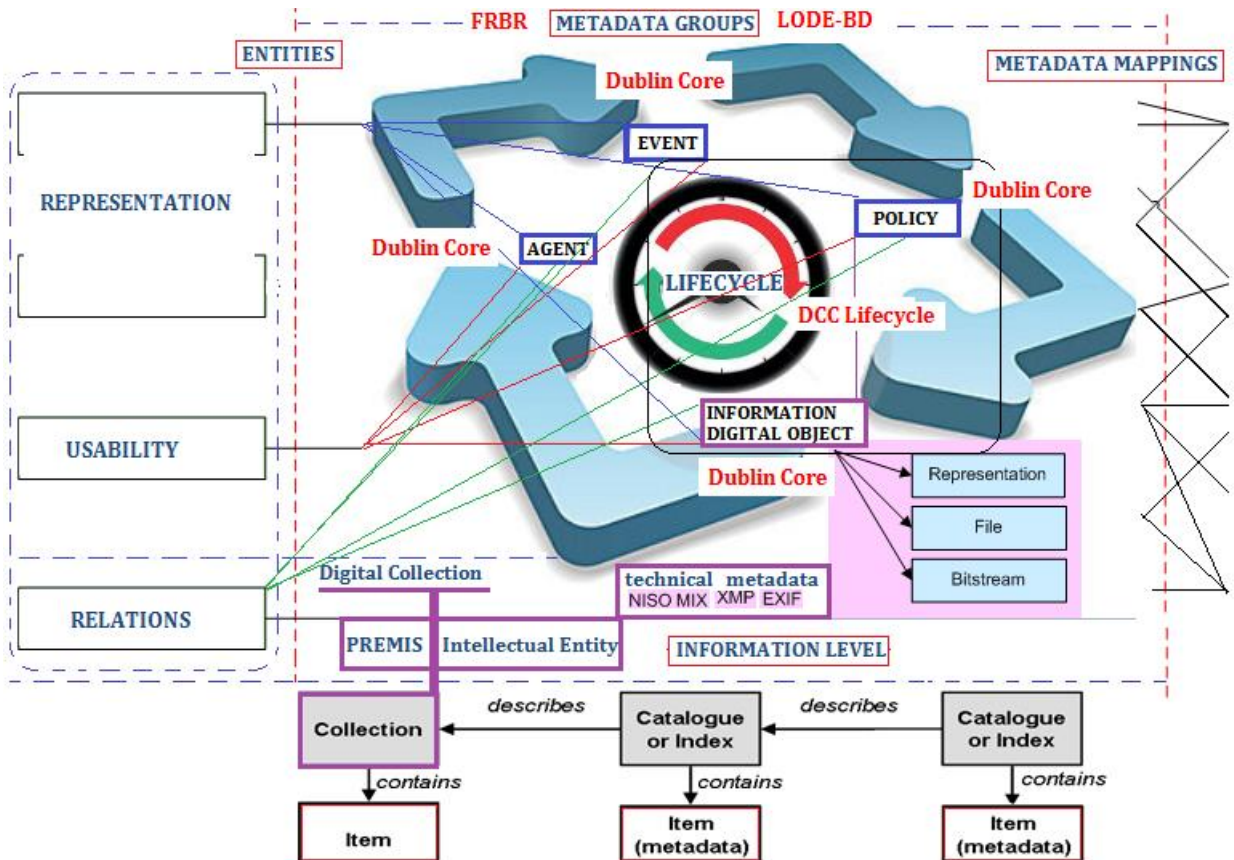 FRBR
METADATA GROUPS
LODE-BD
ENTITIES
METADATA MAPPINGS
Dublin Core
EVENT
Dublin Core
REPRESENTATION
POLICY
Dublin Core
AGENT
LIFECYCLE
DCC Lifecycle
INFORMATION
DIGITAL OBJECT
USABILITY
Dublin Core
Representation
File
Bitstream
Digital Collection
technical metadata
NISO MIX XMP EXIF
RELATIONS
PREMIS
Intellectual Entity
INFORMATION LEVEL
Collection
describes
Catalogue
or Index
describes
Catalogue
or Index
contains
contains
contains
Item
Item
(metadata)
Item
(metadata)